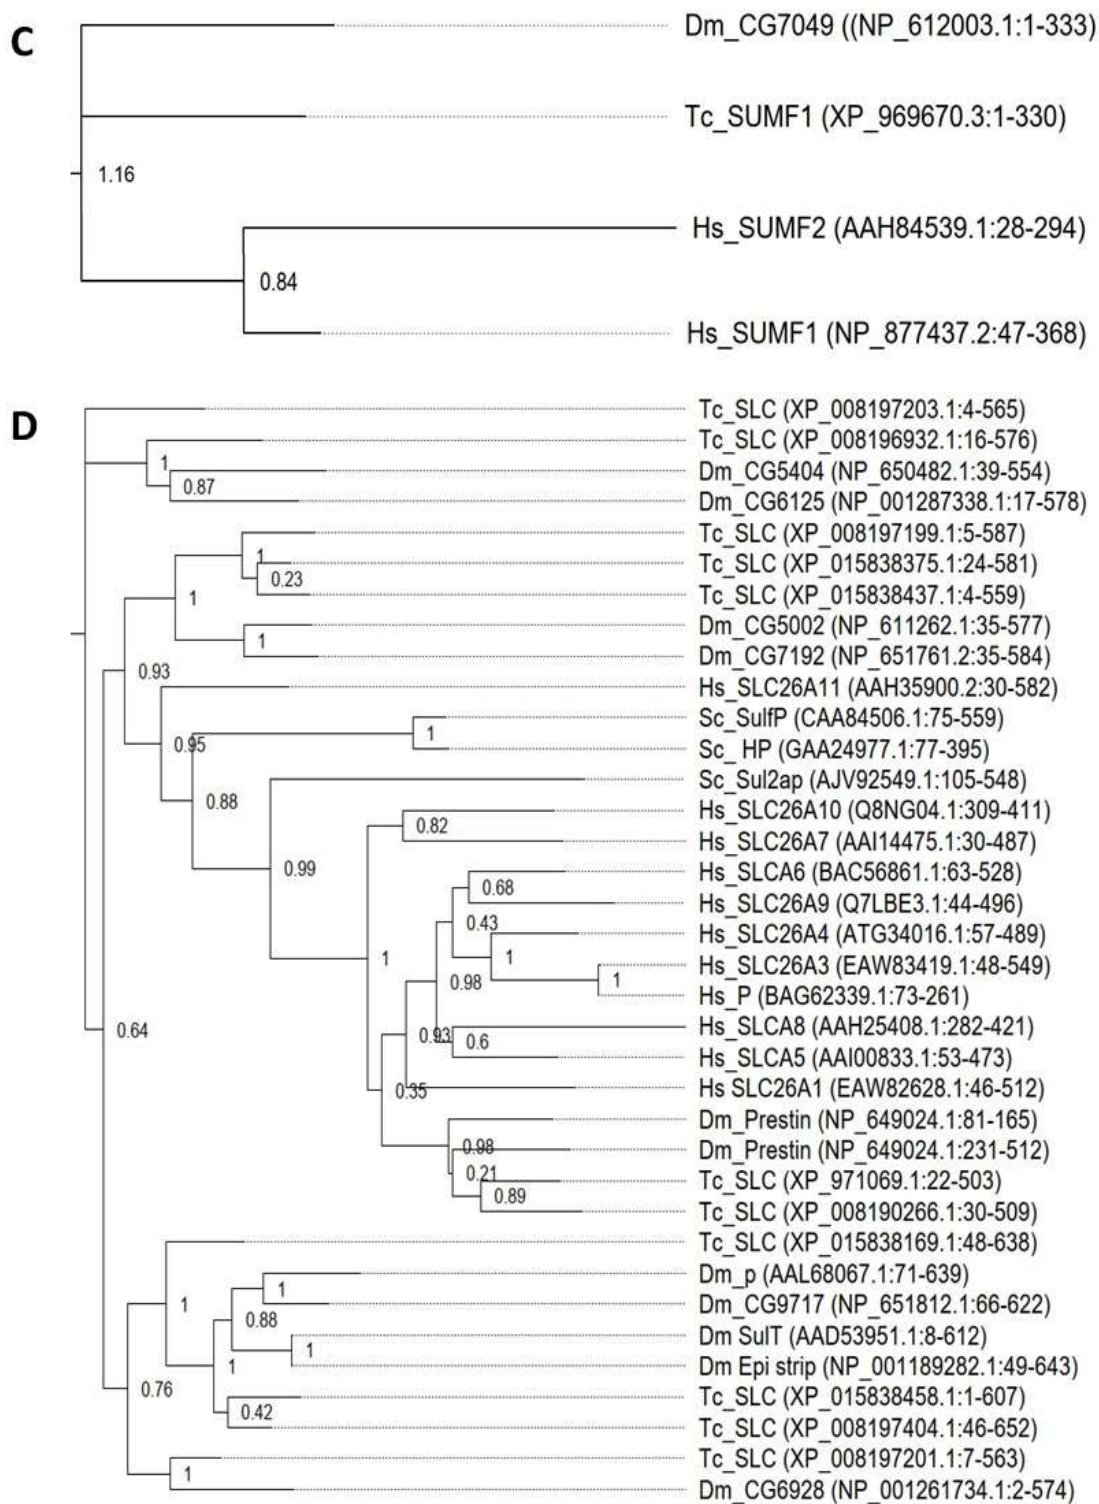 C
Dm_CG7049 ((NP_612003.1:1-333)
Tc_SUMF1 (XP_969670.3:1-330)
1.16
Hs_SUMF2 (AAH84539.1:28-294)
0.84
Hs_SUMF1 (NP_877437.2:47-368)
D
Tc_SLC (XP_008197203.1:4-565)
Tc_SLC (XP_008196932.1:16-576)
1
Dm_CG5404 (NP_650482.1:39-554)
0.87
Dm_CG6125 (NP_001287338.1:17-578)
Tc_SLC (XP_008197199.1:5-587)
1
Tc_SLC (XP_015838375.1:24-581)
0.23
Tc_SLC (XP_015838437.1:4-559)
1
Dm_CG5002 (NP_611262.1:35-577)
1
Dm_CG7192 (NP_651761.2:35-584)
0.93
Hs_SLC26A11 (AAH35900.2:30-582)
Sc_SulfP (CAA84506.1:75-559)
1
0.95
Sc_ HP (GAA24977.1:77-395)
Sc_Sul2ap (AJV92549.1:105-548)
0.88
Hs_SLC26A10 (Q8NG04.1:309-411)
0.82
Hs_SLC26A7 (AAI14475.1:30-487)
0.99
Hs_SLCA6 (BAC56861.1:63-528)
0.68
Hs_SLC26A9 (Q7LBE3.1:44-496)
0.43
Hs_SLC26A4 (ATG34016.1:57-489)
1
1
Hs_SLC26A3 (EAW83419.1:48-549)
1
0.98
Hs_P (BAG62339.1:73-261)
Hs_SLCA8 (AAH25408.1:282-421)
0.64
0.93
0.6
Hs_SLCA5 (AAI00833.1:53-473)
Hs SLC26A1 (EAW82628.1:46-512)
0.35
Dm_Prestin (NP_649024.1:81-165)
0.98
Dm_Prestin (NP_649024.1:231-512)
0.21
Tc_SLC (XP_971069.1:22-503)
0.89
Tc_SLC (XP_008190266.1:30-509)
Tc_SLC (XP_015838169.1:48-638)
Dm_p (AAL68067.1:71-639)
1
1
Dm_CG9717 (NP_651812.1:66-622)
0.88
Dm SulT (AAD53951.1:8-612)
1
1
Dm Epi strip (NP_001189282.1:49-643)
0.76
Tc_SLC (XP_015838458.1:1-607)
0.42
Tc_SLC (XP_008197404.1:46-652)
Tc_SLC (XP_008197201.1:7-563)
1
Dm_CG6928 (NP_001261734.1:2-574)